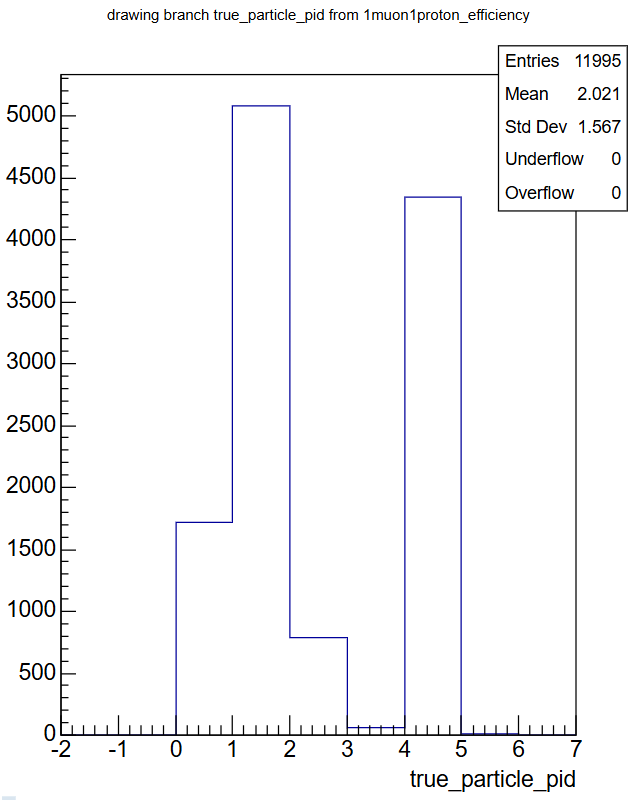 drawing branch true_particle_pid from 1muon1proton_efficiency
Entries 11995
Mean 2.021
Std Dev 1.567
Underflow 0
Overflow 0
5000
4500
4000
3500
3000
2500
2000
1500
1000
500
0
-2 -1 0 1 2 3 4 5 6 7
true_particle_pid